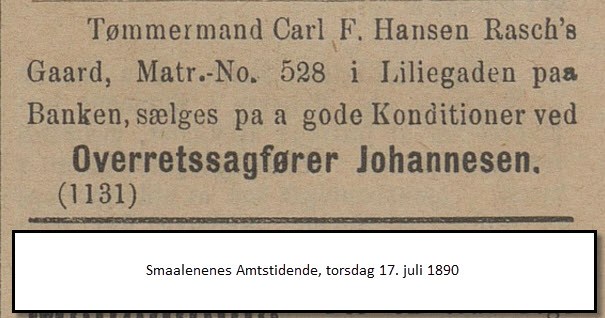 Tømmermand Carl F. Hansen Rasch's
Gaard, Matr.-No. 528 i Liliegaden paa
Banken, sælges pa a gode Konditioner ved
Overretssagfører Johannesen.
(1131)
Smaalenenes Amtstidende, torsdag 17. juli 1890